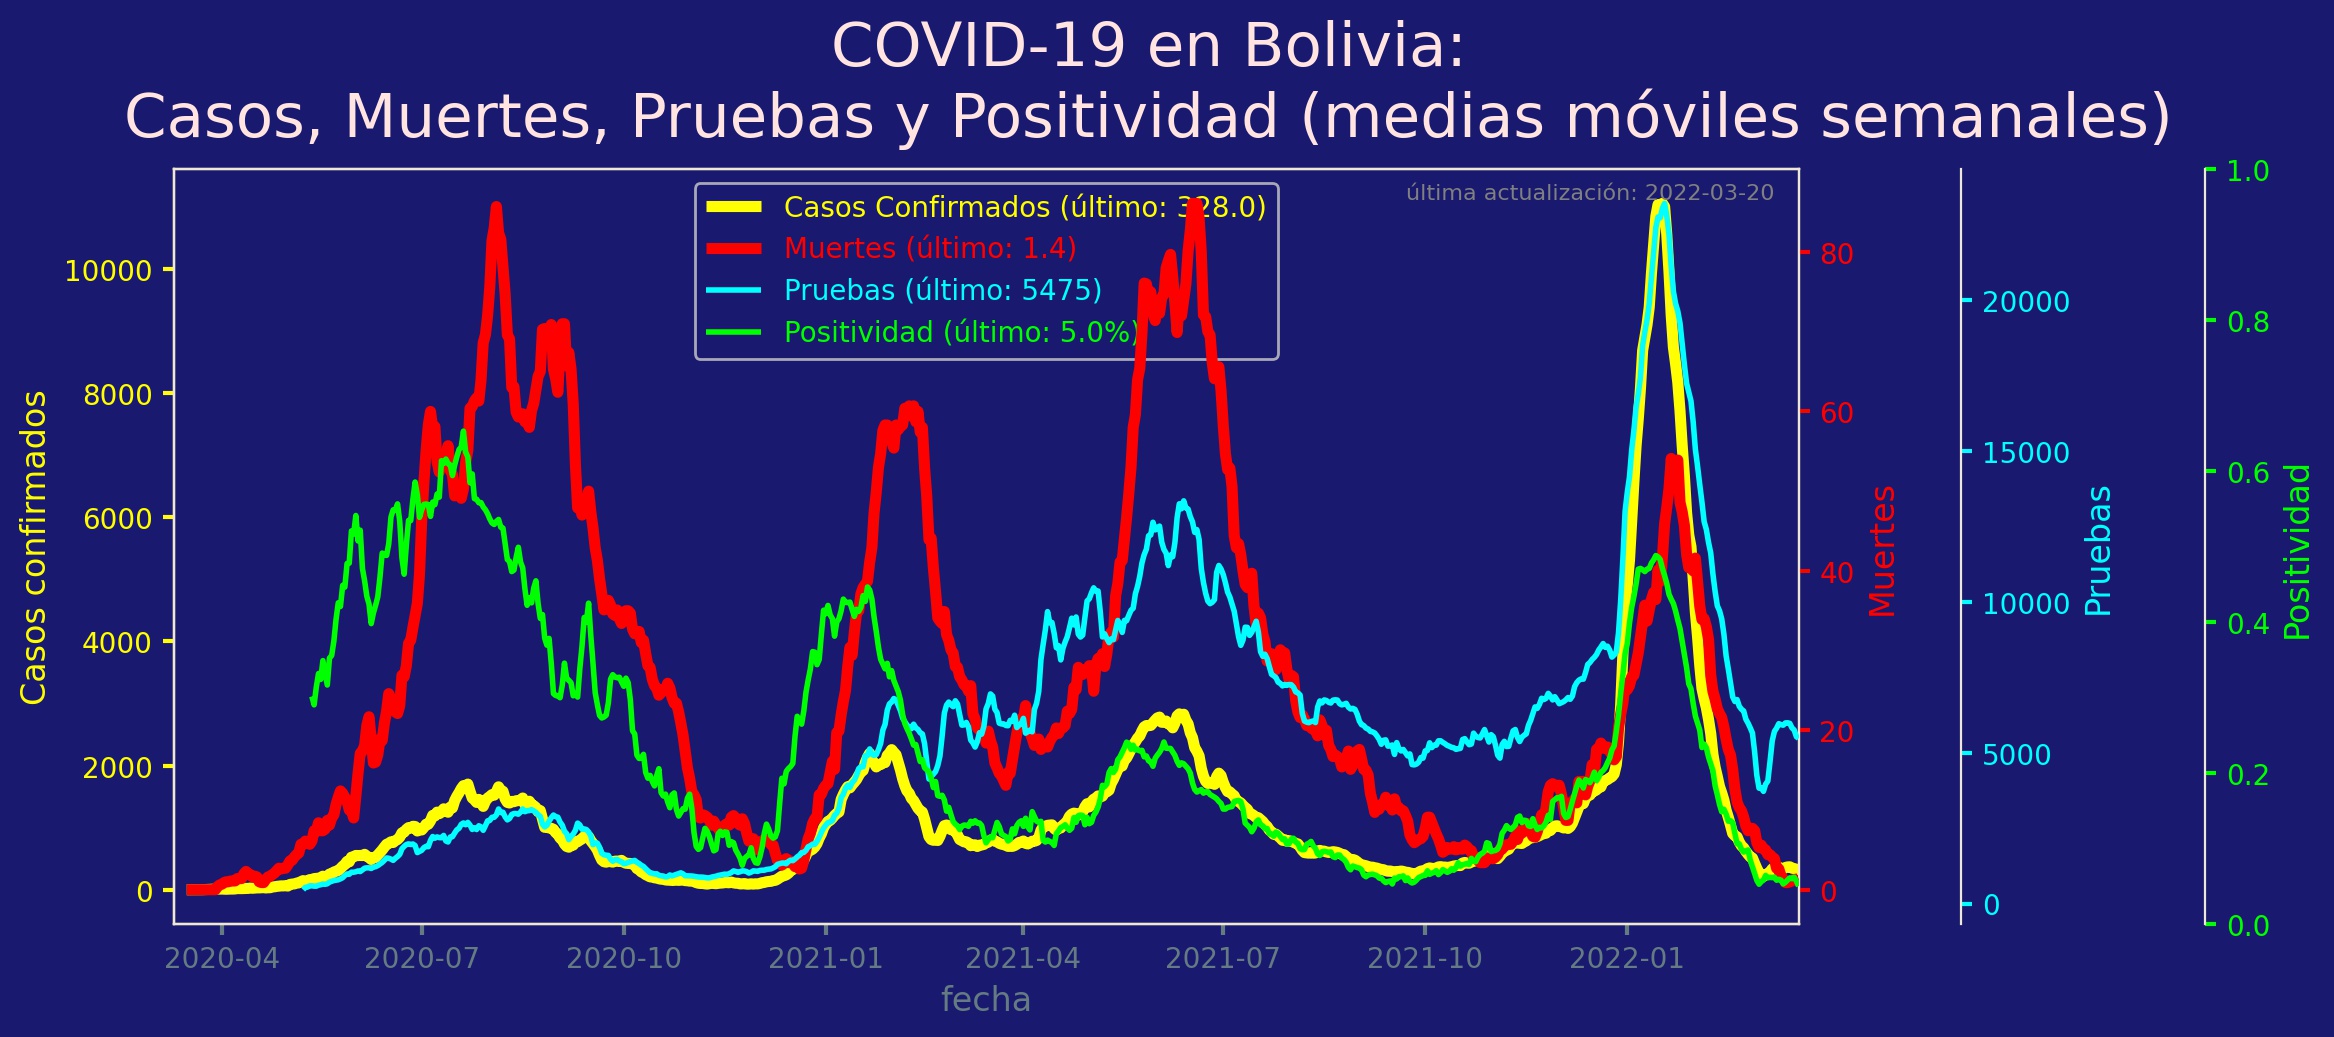 COVID-19 en Bolivia:
Casos, Muertes, Pruebas y Positividad (medias móviles semanales)
última actualización: 2022-03-20
Casos Confirmados (último: 328.0)
Muertes (último: 1.4)
Pruebas (último: 5475)
Positividad (último: 5.0%)
Casos confirmados
10000
8000
6000
4000
2000
0
Muertes
80
60
40
20
0
Pruebas
20000
15000
10000
5000
0
Positividad
1.0
0.8
0.6
0.4
0.2
0.0
2020-04 2020-07 2020-10 2021-01 2021-04 2021-07 2021-10 2022-01
fecha